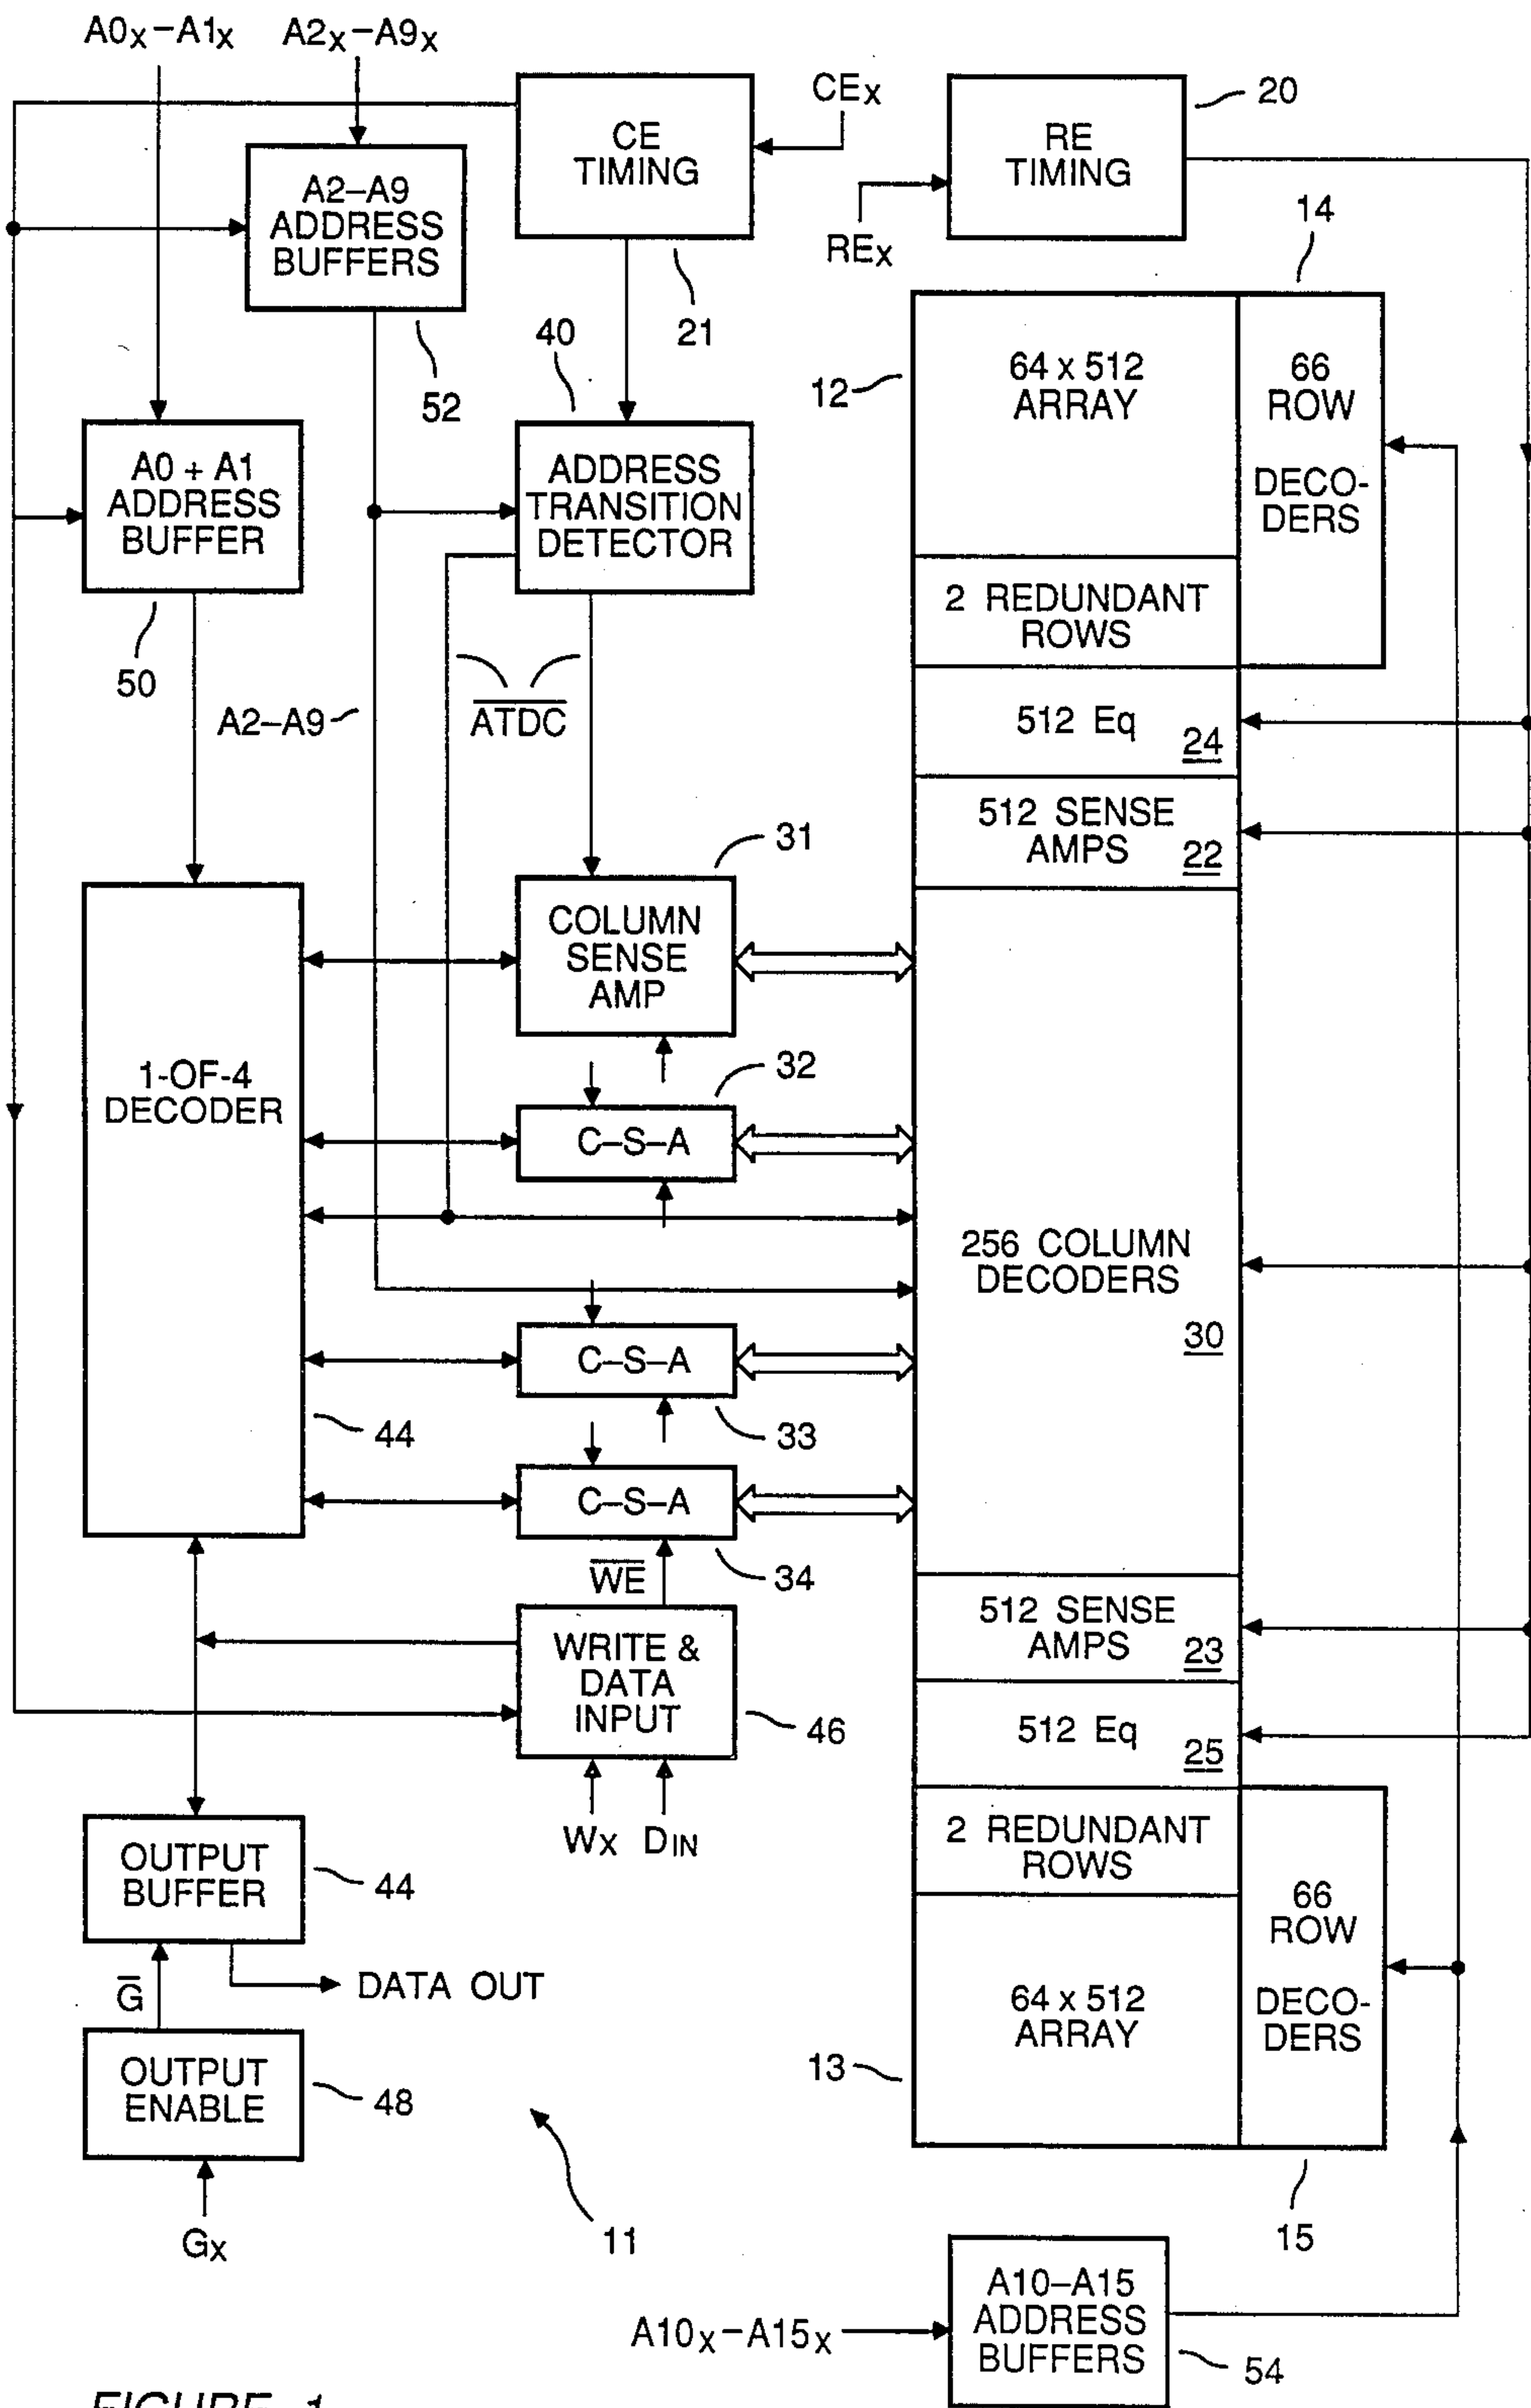 A0x–A1x A2x–A9x
CE
TIMING
CEx
RE
TIMING
20
REx
21
A2–A9
ADDRESS
BUFFERS
52
14
40
12
64 x 512
ARRAY
66
ROW
DECO-
DERS
A0 + A1
ADDRESS
BUFFER
50
ADDRESS
TRANSITION
DETECTOR
2 REDUNDANT
ROWS
A2–A9
A̅T̅D̅C̅
512 Eq 24
512 SENSE
AMPS 22
31
COLUMN
SENSE
AMP
32
1-OF-4
DECODER
C–S–A
256 COLUMN
DECODERS
30
C–S–A
33
44
C–S–A
34
W̅E̅
512 SENSE
AMPS 23
WRITE &
DATA
INPUT
46
512 Eq 25
Wx DIN
2 REDUNDANT
ROWS
OUTPUT
BUFFER
44
66
ROW
DECO-
DERS
G̅
DATA OUT
64 x 512
ARRAY
13
OUTPUT
ENABLE
48
Gx
11
15
A10x–A15x
A10–A15
ADDRESS
BUFFERS
54
FIGURE 1